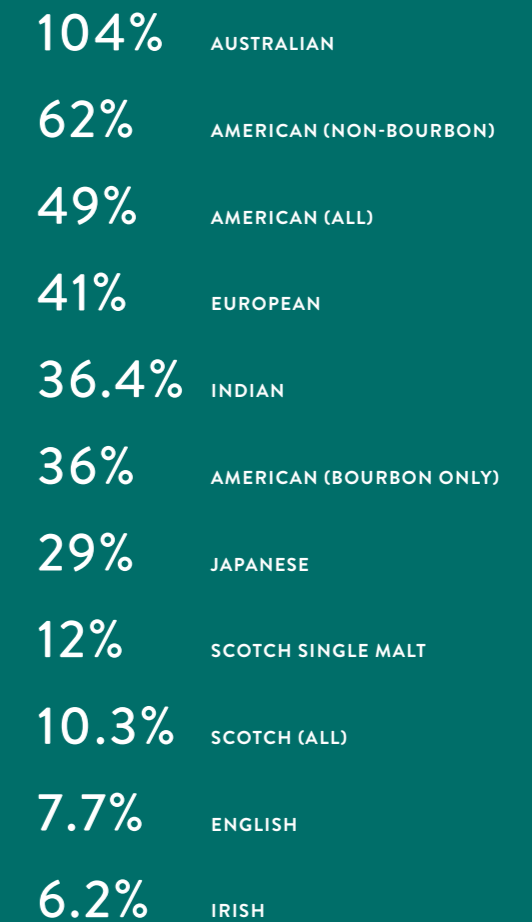 104% AUSTRALIAN
62% AMERICAN (NON-BOURBON)
49% AMERICAN (ALL)
41% EUROPEAN
36.4% INDIAN
36% AMERICAN (BOURBON ONLY)
29% JAPANESE
12% SCOTCH SINGLE MALT
10.3% SCOTCH (ALL)
7.7% ENGLISH
6.2% IRISH